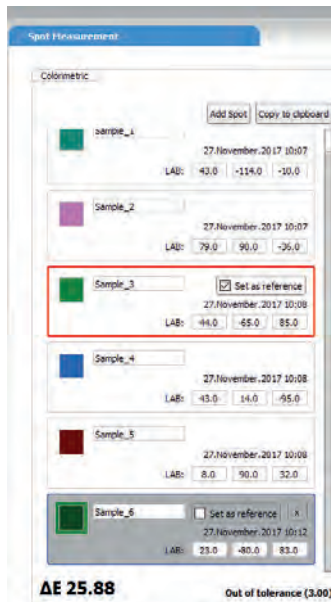 Spot Measurement
Colorimetric
Add Spot Copy to clipboard
Sample_1
27.November.2017 10:07
LAB: 43.0 -114.0 -10.0
Sample_2
27.November.2017 10:07
LAB: 79.0 90.0 -36.0
Sample_3 Set as reference
27.November.2017 10:08
LAB: 44.0 -65.0 85.0
Sample_4
27.November.2017 10:08
LAB: 43.0 14.0 -95.0
Sample_5
27.November.2017 10:08
LAB: 8.0 90.0 32.0
Sample_6 Set as reference x
27.November.2017 10:12
LAB: 23.0 -80.0 83.0
ΔE 25.88 Out of tolerance (3.00)